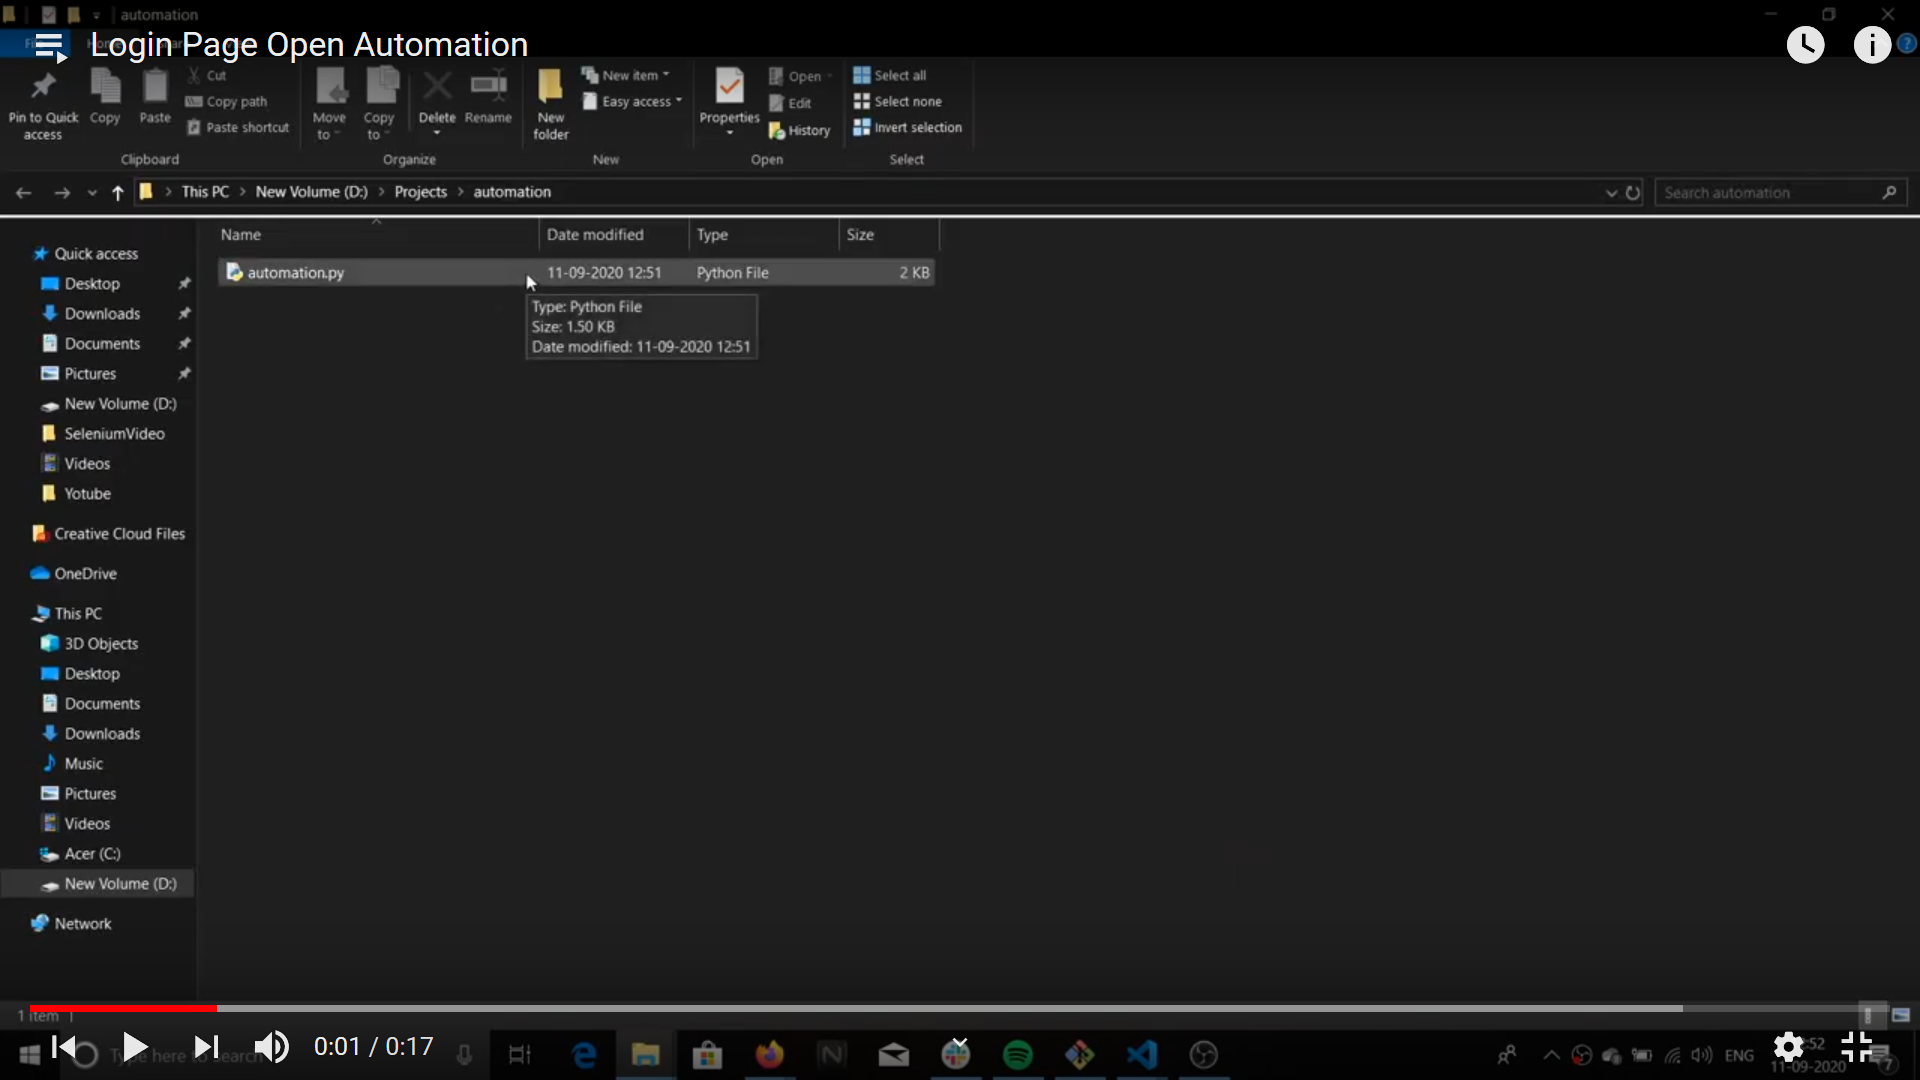 automation
Login Page Open Automation
Pin to Quick access
Copy
Paste
Cut
Copy path
Paste shortcut
Move to
Copy to
Delete
Rename
New folder
New item
Easy access
Properties
Open
Edit
History
Select all
Select none
Invert selection
Clipboard
Organize
New
Open
Select
This PC > New Volume (D:) > Projects > automation
Search automation
Name Date modified Type Size
automation.py 11-09-2020 12:51 Python File 2 KB
Type: Python File
Size: 1.50 KB
Date modified: 11-09-2020 12:51
Quick access
Desktop
Downloads
Documents
Pictures
New Volume (D:)
SeleniumVideo
Videos
Yotube
Creative Cloud Files
OneDrive
This PC
3D Objects
Desktop
Documents
Downloads
Music
Pictures
Videos
Acer (C:)
New Volume (D:)
Network
1 item
Type here to search
0:01 / 0:17
ENG
:52
11-09-2020
7